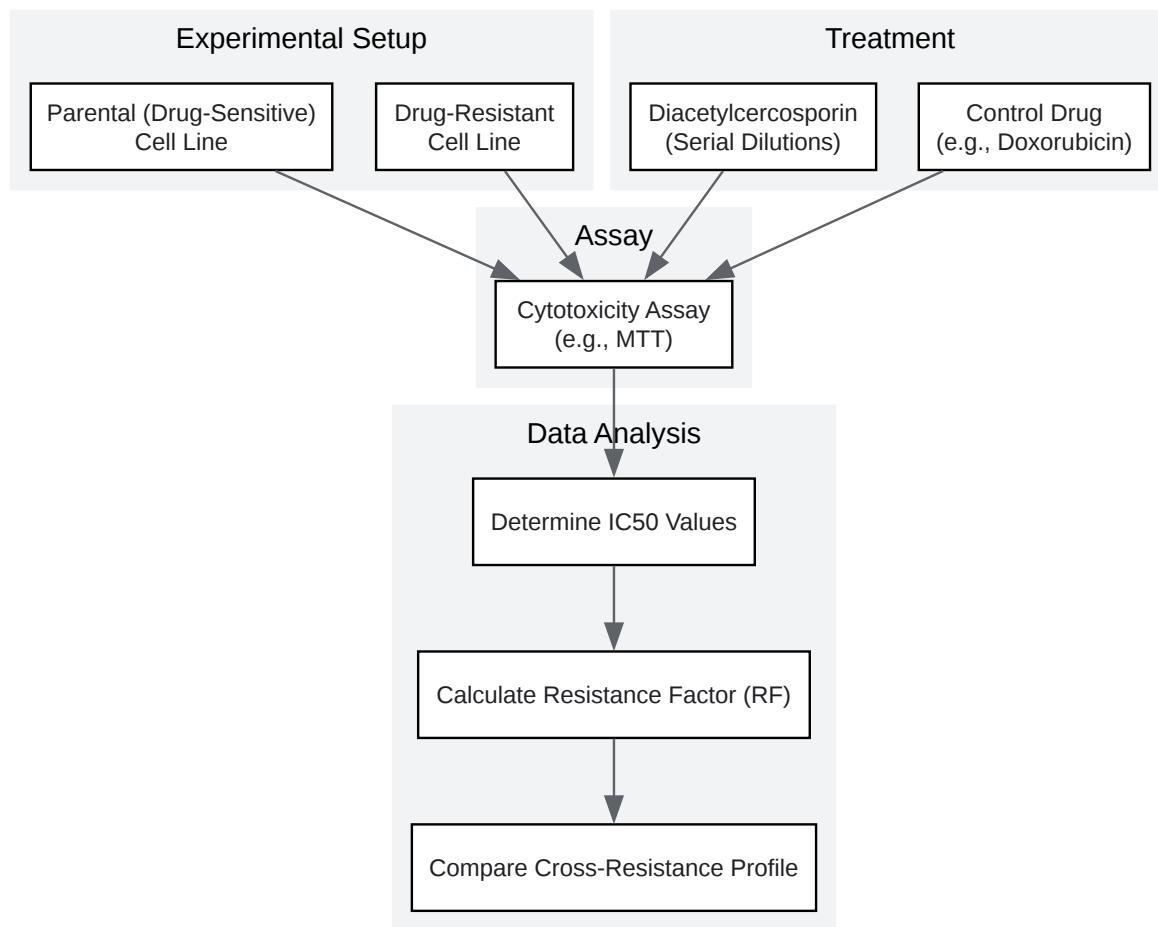 Experimental Setup
Parental (Drug-Sensitive)
Cell Line
Drug-Resistant
Cell Line
Treatment
Diacetylcercosporin
(Serial Dilutions)
Control Drug
(e.g., Doxorubicin)
Assay
Cytotoxicity Assay
(e.g., MTT)
Data Analysis
Determine IC50 Values
Calculate Resistance Factor (RF)
Compare Cross-Resistance Profile